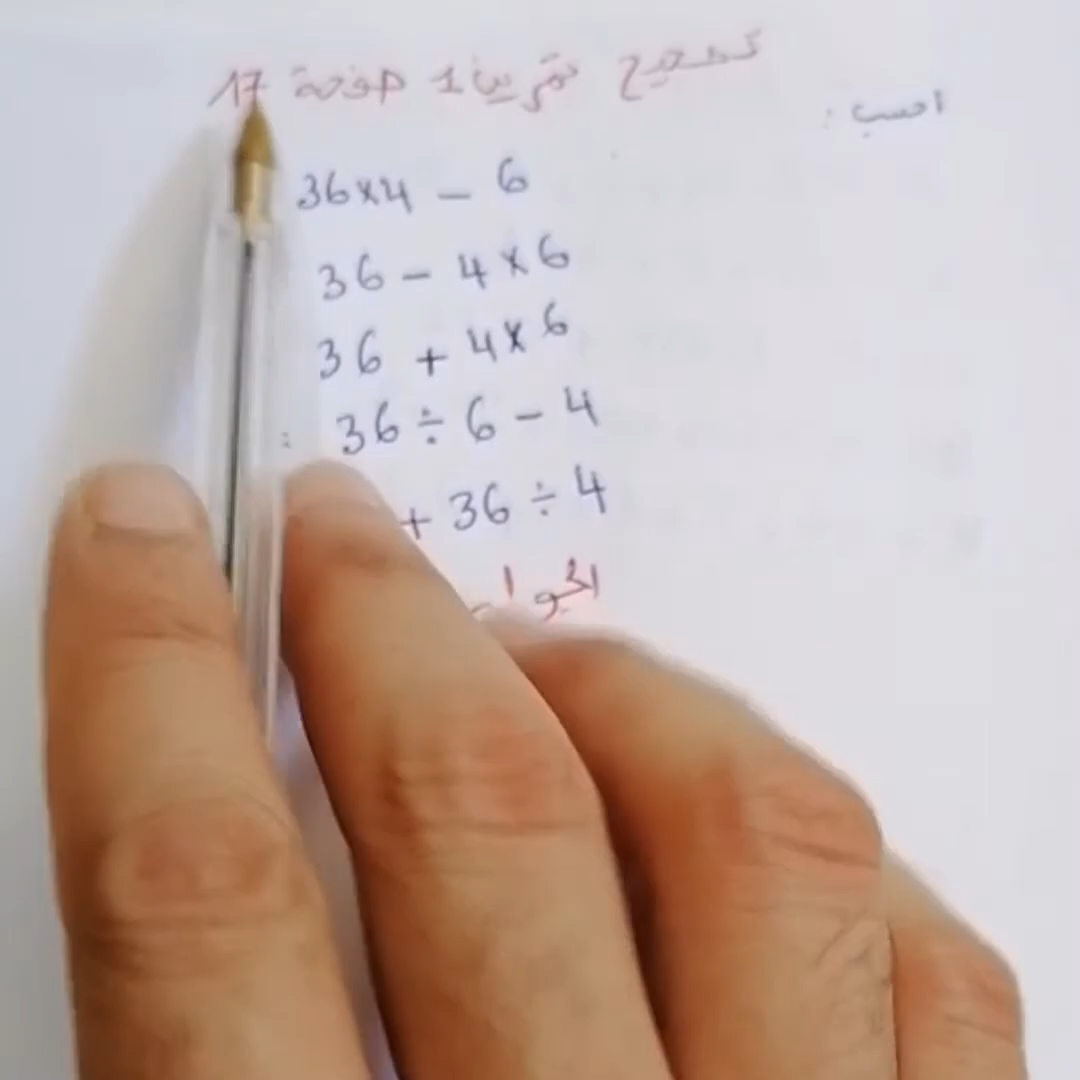 تصحيح تمرين 1 صفحة 17
احسب :
36×4 - 6
36 - 4×6
36 + 4×6
: 36 ÷ 6 - 4
+ 36 ÷ 4